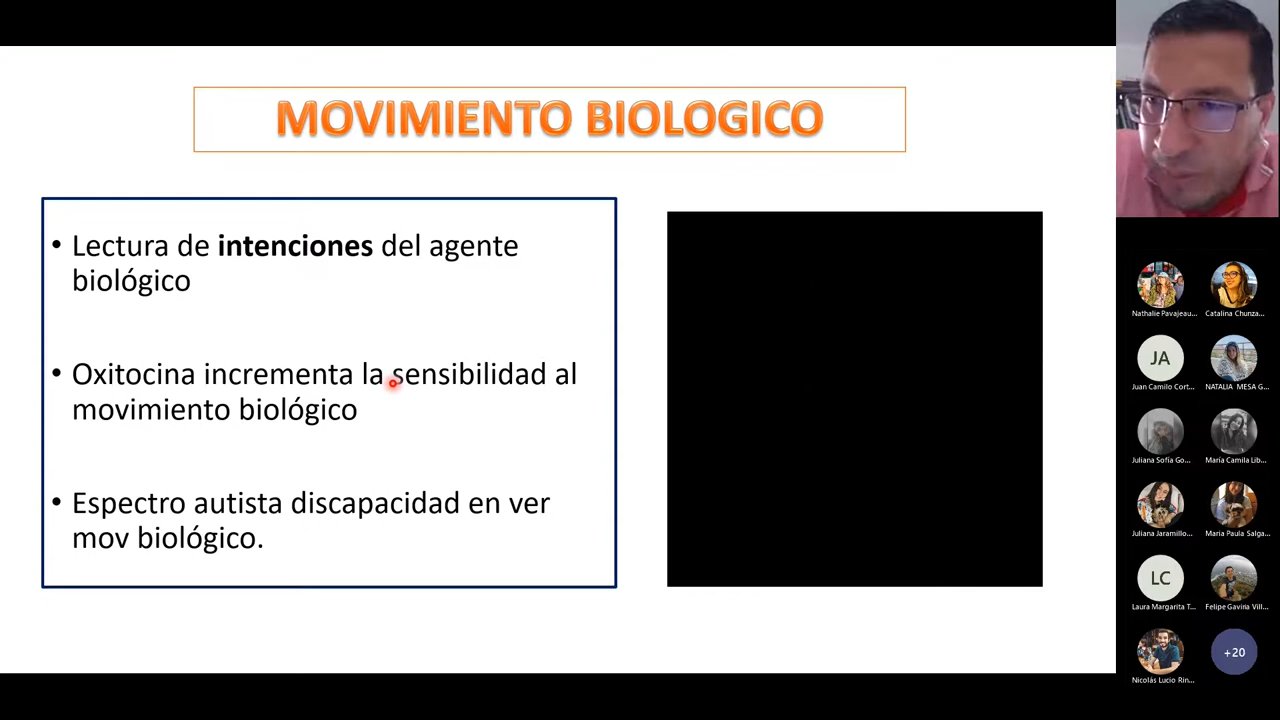 MOVIMIENTO BIOLOGICO
• Lectura de intenciones del agente
biológico
• Oxitocina incrementa la sensibilidad al
movimiento biológico
• Espectro autista discapacidad en ver
mov biológico.
Nathalie Pavajeau...
Catalina Chunza...
JA
Juan Camilo Cort...
NATALIA MESA G...
Juliana Sofía Go...
María Camila Lib...
Juliana Jaramillo...
Maria Paula Salga...
LC
Laura Margarita T...
Felipe Gaviria Vill...
Nicolás Lucio Rin...
+20